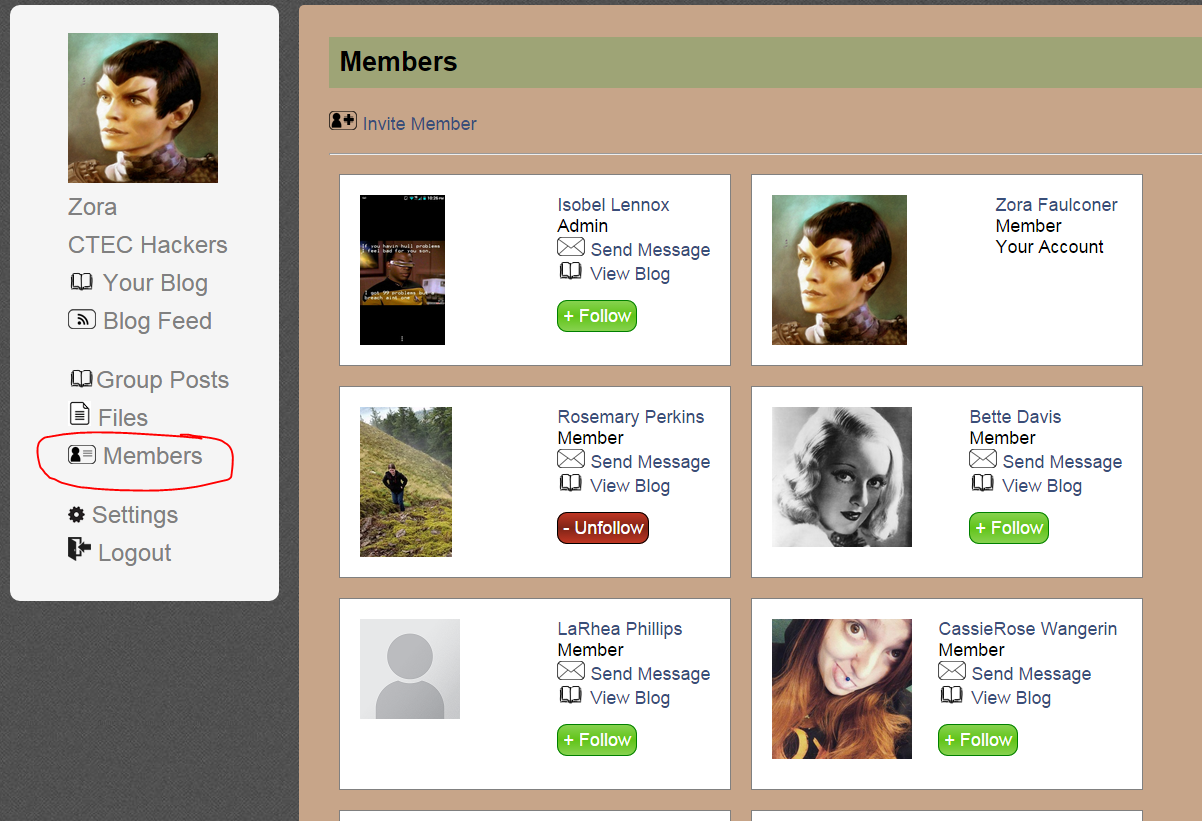 Zora
CTEC Hackers
Your Blog
Blog Feed
Group Posts
Files
Members
Settings
Logout
Members
Invite Member
10:26 PM
If you havin hull problems
I feel bad for you son.
I got 99 problems but a
breach aint one
Isobel Lennox
Admin
Send Message
View Blog
+ Follow
Zora Faulconer
Member
Your Account
Rosemary Perkins
Member
Send Message
View Blog
- Unfollow
Bette Davis
Member
Send Message
View Blog
+ Follow
LaRhea Phillips
Member
Send Message
View Blog
+ Follow
CassieRose Wangerin
Member
Send Message
View Blog
+ Follow